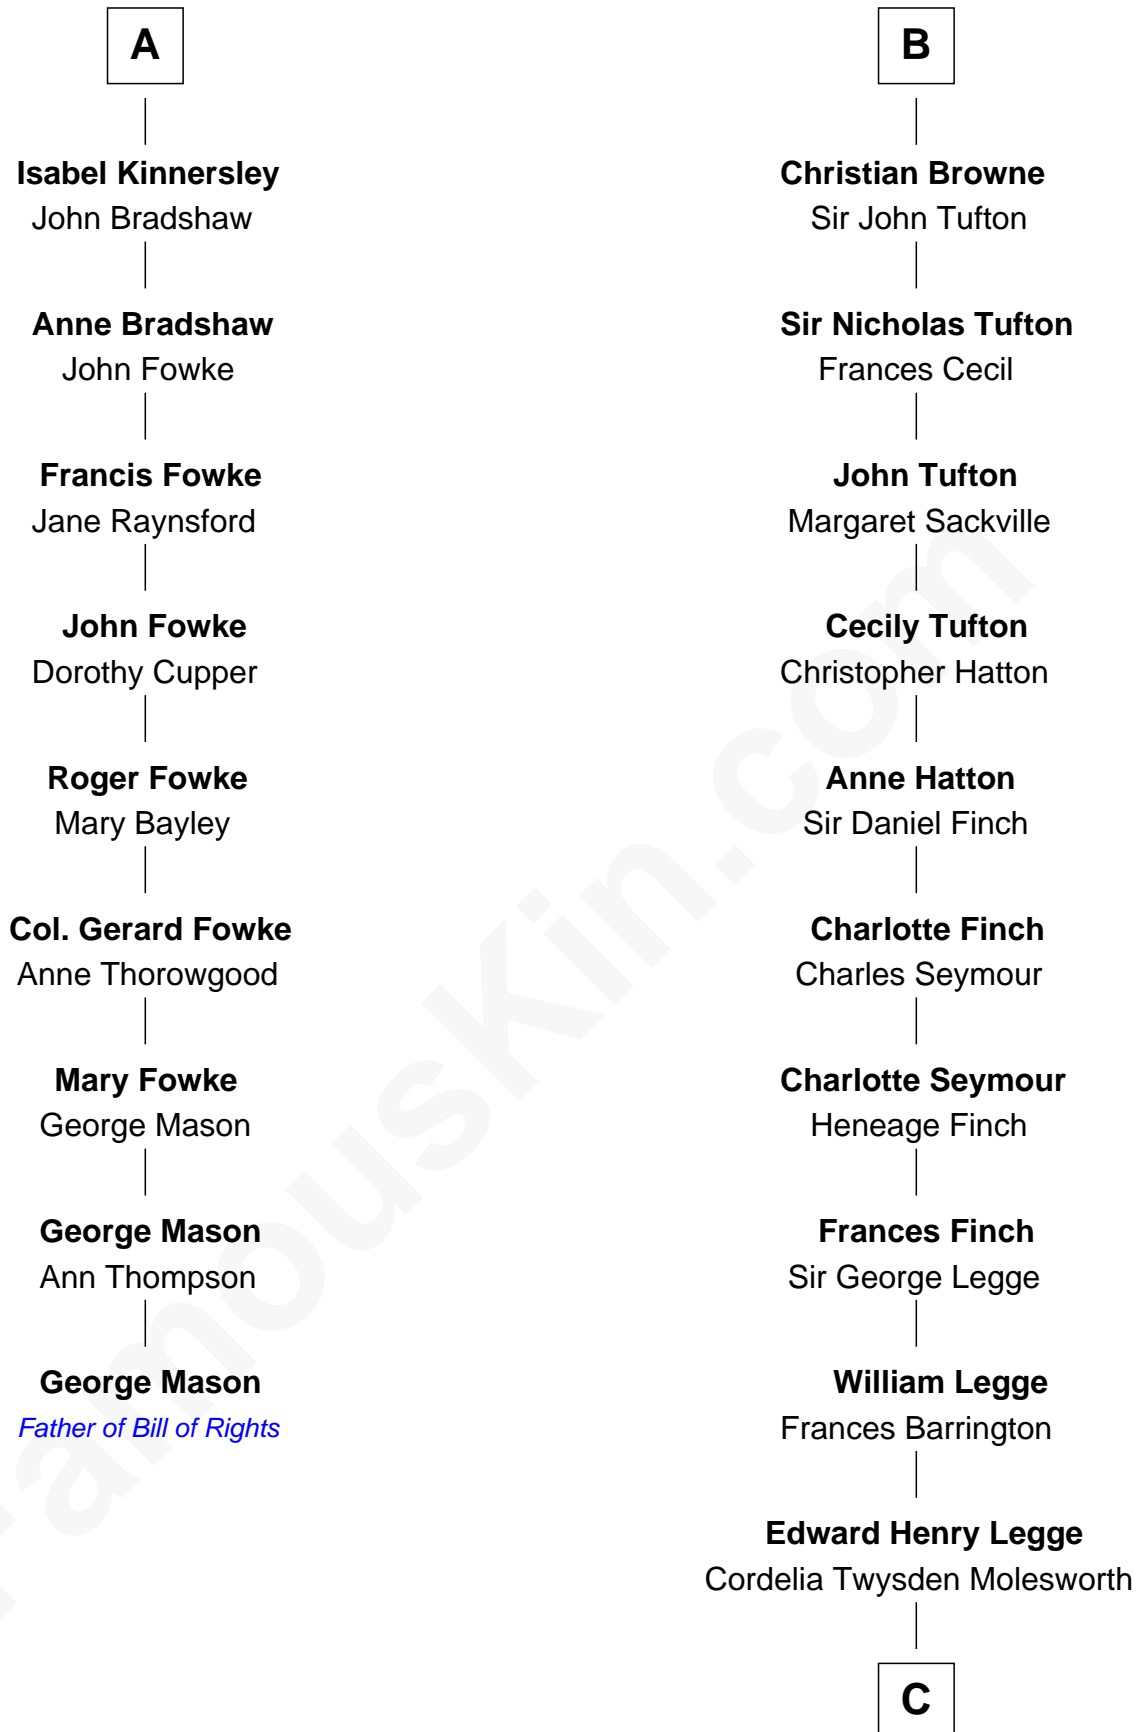 A
Isabel Kinnersley
John Bradshaw
Anne Bradshaw
John Fowke
Francis Fowke
Jane Raynsford
John Fowke
Dorothy Cupper
Roger Fowke
Mary Bayley
Col. Gerard Fowke
Anne Thorowgood
Mary Fowke
George Mason
George Mason
Ann Thompson
George Mason
Father of Bill of Rights
B
Christian Browne
Sir John Tufton
Sir Nicholas Tufton
Frances Cecil
John Tufton
Margaret Sackville
Cecily Tufton
Christopher Hatton
Anne Hatton
Sir Daniel Finch
Charlotte Finch
Charles Seymour
Charlotte Seymour
Heneage Finch
Frances Finch
Sir George Legge
William Legge
Frances Barrington
Edward Henry Legge
Cordelia Twysden Molesworth
C
FamousKin.com